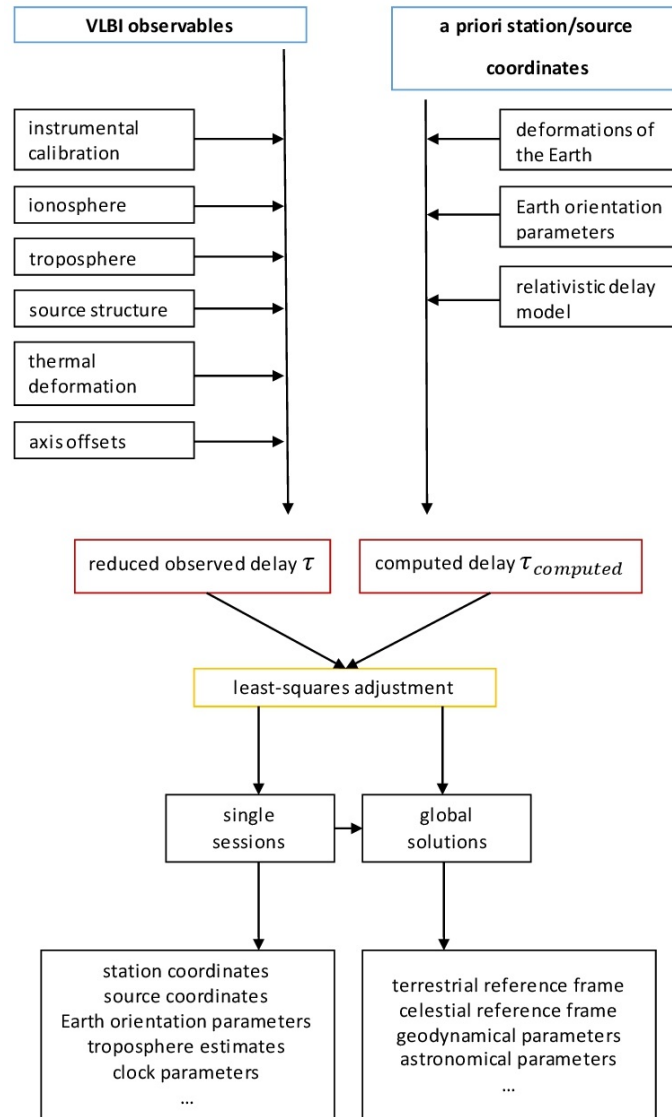 VLBI observables
a priori station/source
coordinates
instrumental
calibration
ionosphere
troposphere
source structure
thermal
deformation
axis offsets
deformations of
the Earth
Earth orientation
parameters
relativistic delay
model
reduced observed delay τ
computed delay τ_computed
least-squares adjustment
single
sessions
global
solutions
station coordinates
source coordinates
Earth orientation parameters
troposphere estimates
clock parameters
...
terrestrial reference frame
celestial reference frame
geodynamical parameters
astronomical parameters
...